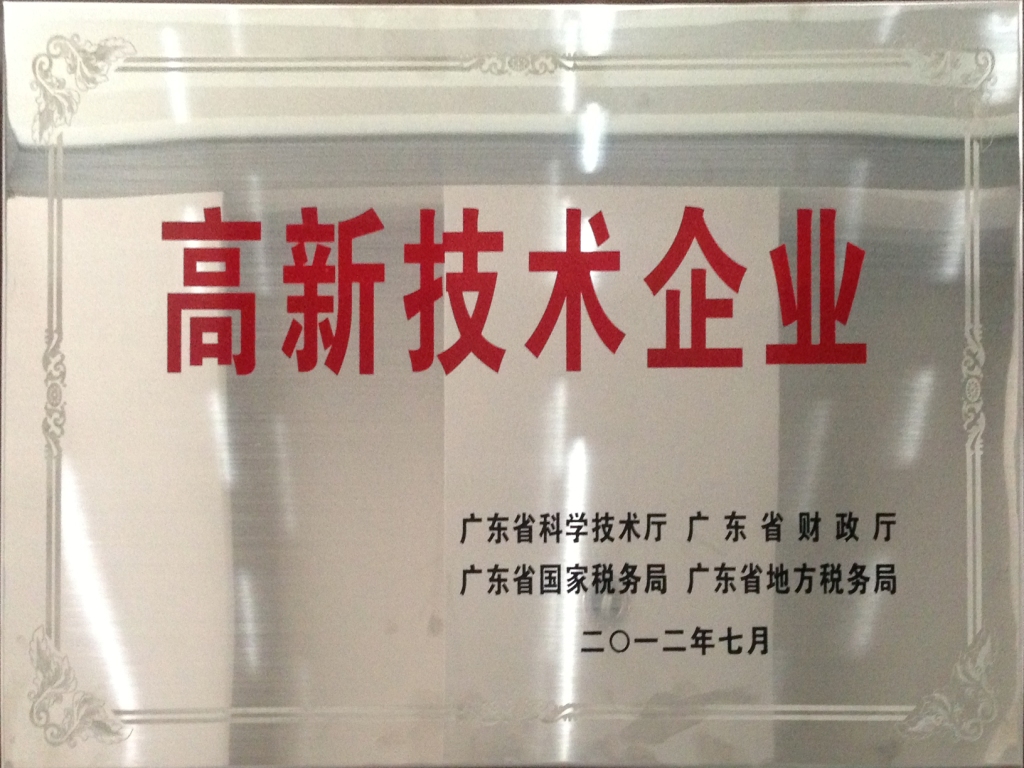 高新技术企业
广东省科学技术厅 广东省财政厅
广东省国家税务局 广东省地方税务局
二〇一二年七月